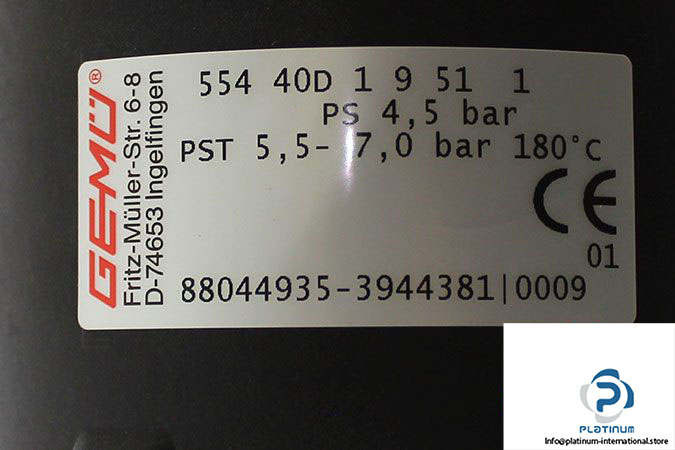 GEMÜ®
Fritz-Müller-Str. 6-8
D-74653 Ingelfingen
554 40D 1 9 51 1
PS 4,5 bar
PST 5,5- 7,0 bar 180°C
CE
01
88044935-3944381|0009
PLATINUM
Info@platinum-international.store